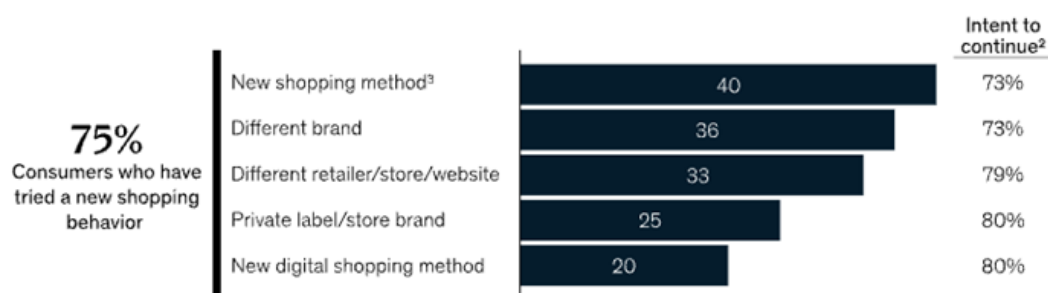 Intent to
continue²
75%
Consumers who have
tried a new shopping
behavior
New shopping method³ 40 73%
Different brand 36 73%
Different retailer/store/website 33 79%
Private label/store brand 25 80%
New digital shopping method 20 80%